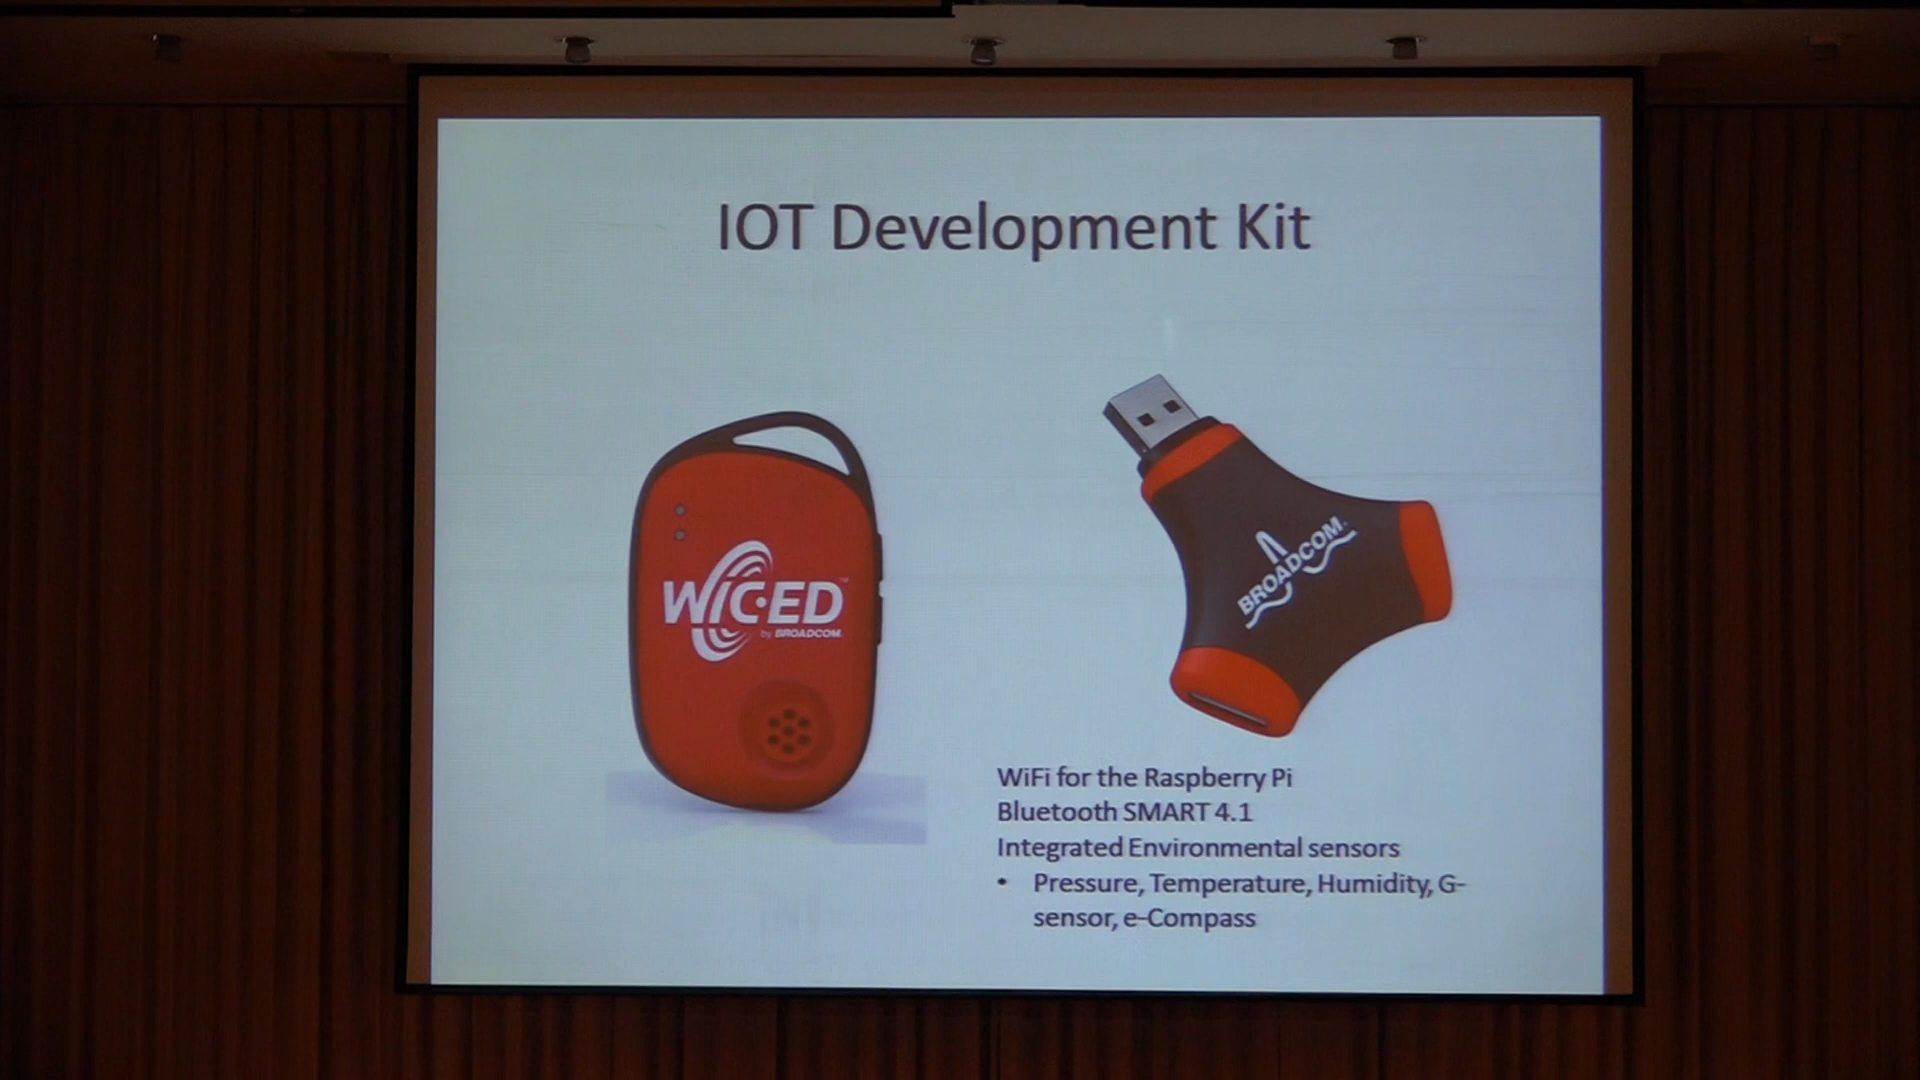 IOT Development Kit
WIC•ED™
by BROADCOM.
BROADCOM.
WiFi for the Raspberry Pi
Bluetooth SMART 4.1
Integrated Environmental sensors
• Pressure, Temperature, Humidity, G-
sensor, e-Compass